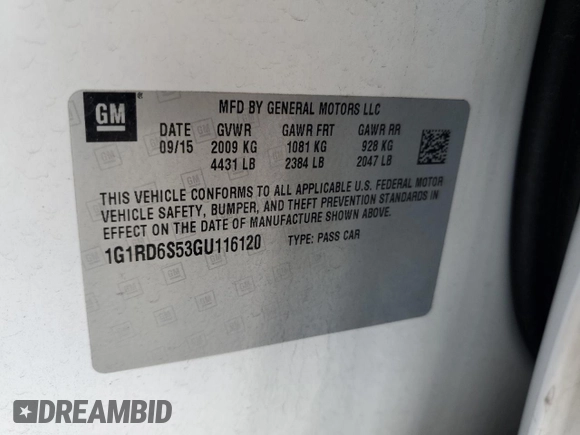 GM
MFD BY GENERAL MOTORS LLC
DATE GVWR GAWR FRT GAWR RR
09/15 2009 KG 1081 KG 928 KG
4431 LB 2384 LB 2047 LB
THIS VEHICLE CONFORMS TO ALL APPLICABLE U.S. FEDERAL MOTOR
VEHICLE SAFETY, BUMPER, AND THEFT PREVENTION STANDARDS IN
EFFECT ON THE DATE OF MANUFACTURE SHOWN ABOVE.
1G1RD6S53GU116120 TYPE: PASS CAR
DREAMBID